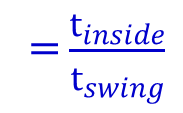 = t_inside / t_swing